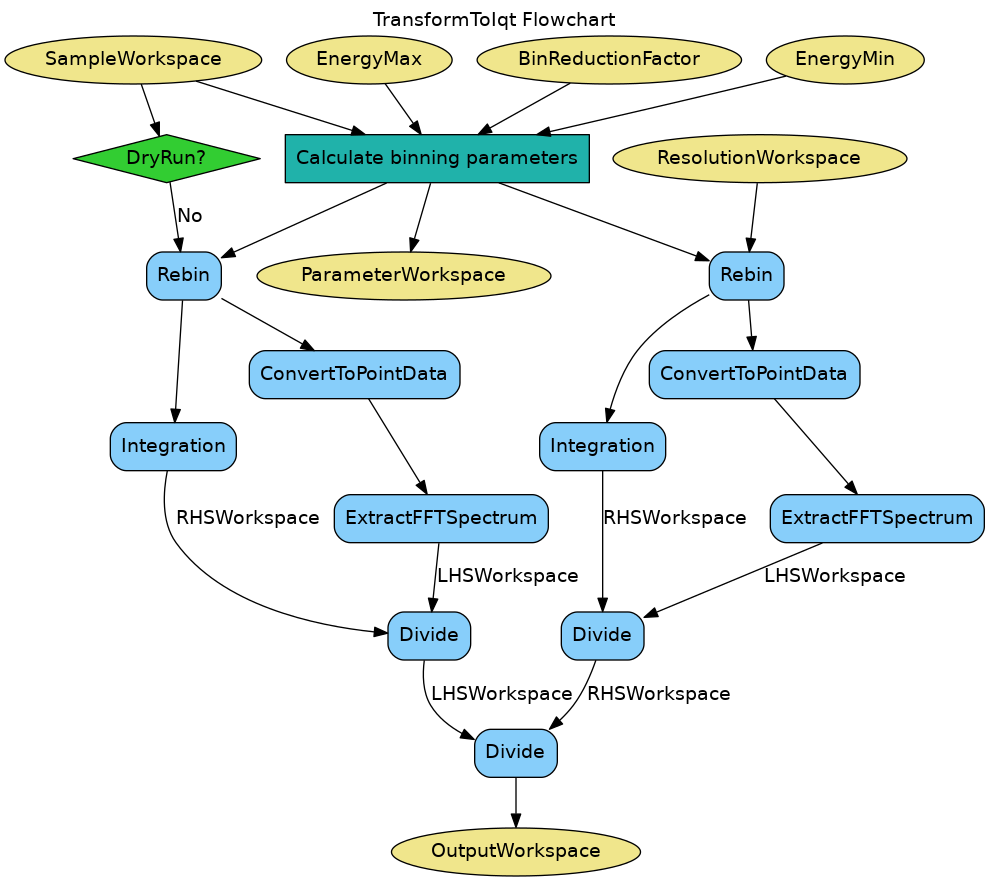 TransformToIqt Flowchart
SampleWorkspace
EnergyMax
BinReductionFactor
EnergyMin
DryRun?
Calculate binning parameters
ResolutionWorkspace
No
Rebin
ParameterWorkspace
Rebin
ConvertToPointData
ConvertToPointData
Integration
Integration
RHSWorkspace
ExtractFFTSpectrum
RHSWorkspace
ExtractFFTSpectrum
LHSWorkspace
LHSWorkspace
Divide
Divide
LHSWorkspace
RHSWorkspace
Divide
OutputWorkspace